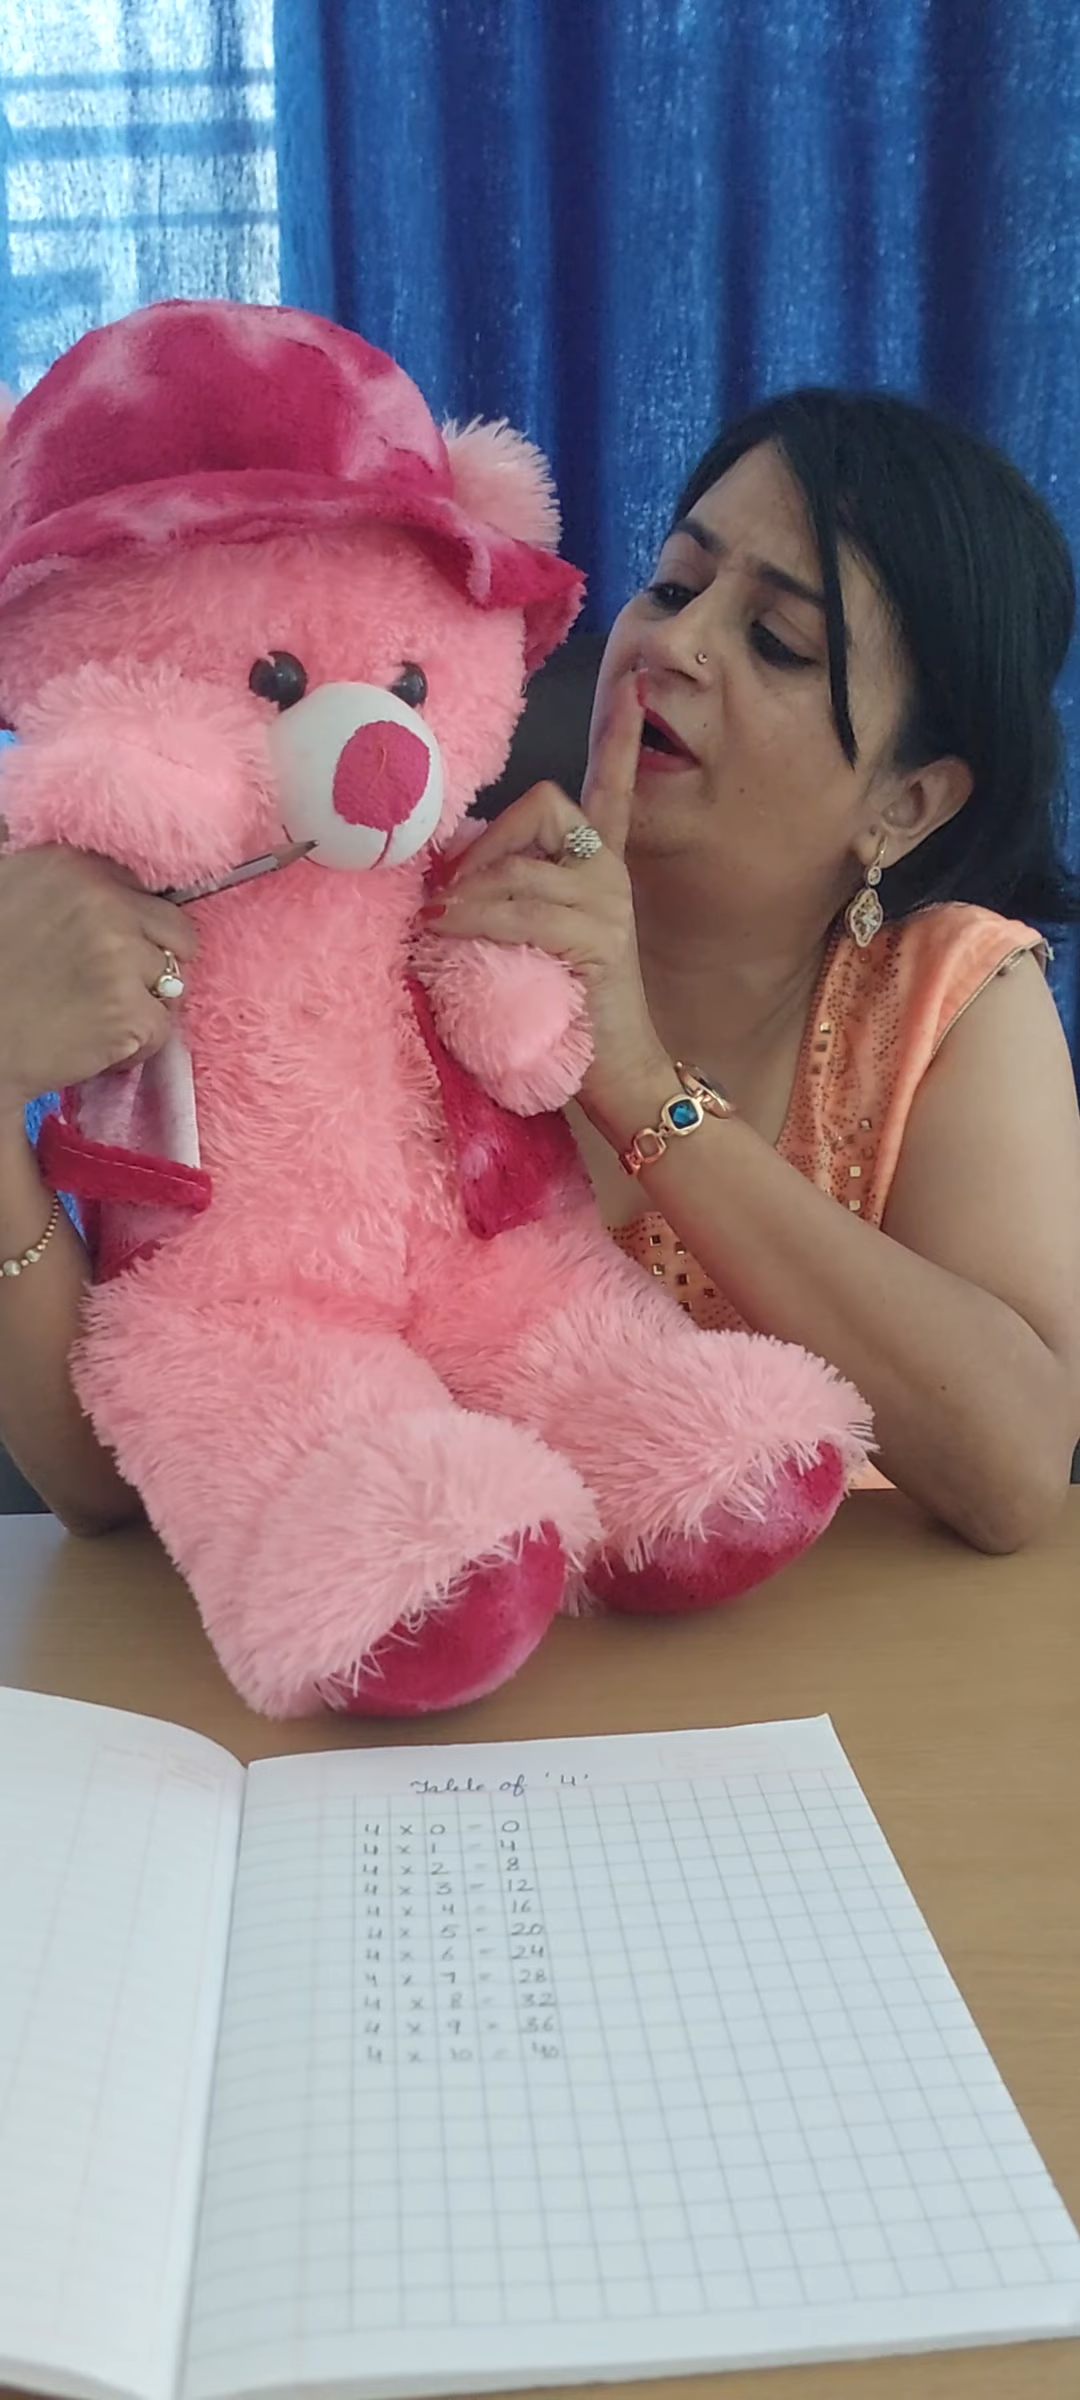 Table of '4'
4 × 0 = 0
4 × 1 = 4
4 × 2 = 8
4 × 3 = 12
4 × 4 = 16
4 × 5 = 20
4 × 6 = 24
4 × 7 = 28
4 × 8 = 32
4 × 9 = 36
4 × 10 = 40